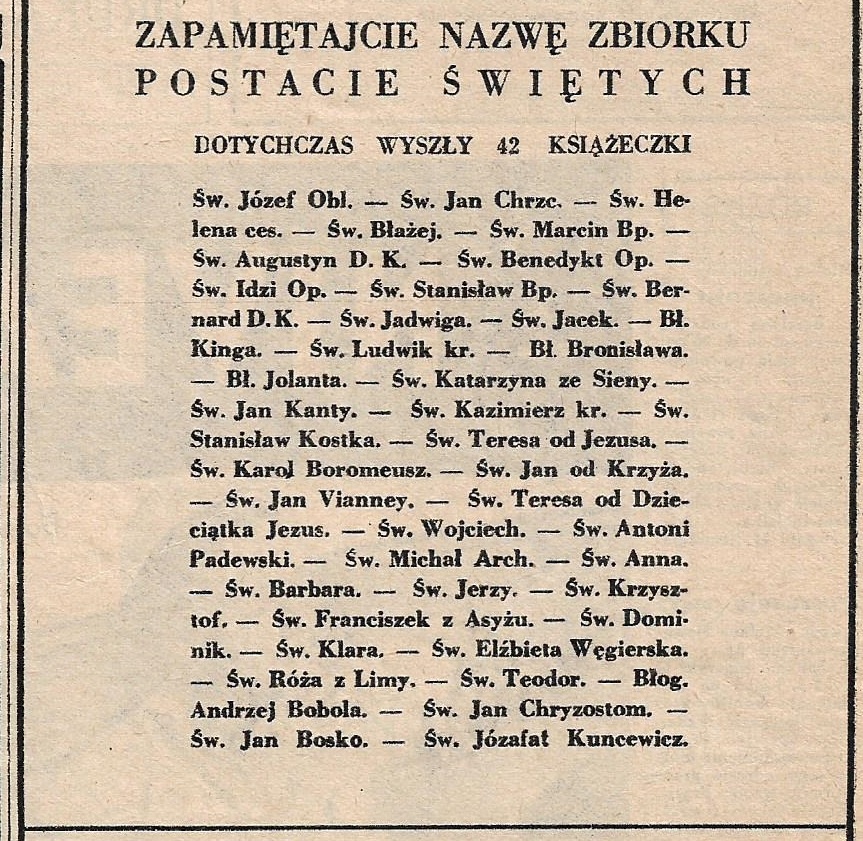 ZAPAMIĘTAJCIE NAZWĘ ZBIORKU
POSTACIE ŚWIĘTYCH
DOTYCHCZAS WYSZŁY 42 KSIĄŻECZKI
Św. Józef Obl. — Św. Jan Chrzc. — Św. He-
lena ces. — Św. Błażej. — Św. Marcin Bp. —
Św. Augustyn D. K. — Św. Benedykt Op. —
Św. Idzi Op. — Św. Stanisław Bp. — Św. Ber-
nard D.K. — Św. Jadwiga. — Św. Jacek. — Bł.
Kinga. — Św. Ludwik kr. — Bł. Bronisława.
— Bł. Jolanta. — Św. Katarzyna ze Sieny. —
Św. Jan Kanty. — Św. Kazimierz kr. — Św.
Stanisław Kostka. — Św. Teresa od Jezusa. —
Św. Karol Boromeusz. — Św. Jan od Krzyża.
— Św. Jan Vianney. — Św. Teresa od Dzie-
ciątka Jezus. — Św. Wojciech. — Św. Antoni
Padewski. — Św. Michał Arch. — Św. Anna.
— Św. Barbara. — Św. Jerzy. — Św. Krzysz-
tof. — Św. Franciszek z Asyżu. — Św. Domi-
nik. — Św. Klara. — Św. Elźbieta Węgierska.
— Św. Róża z Limy. — Św. Teodor. — Błog.
Andrzej Bobola. — Św. Jan Chryzostom. —
Św. Jan Bosko. — Św. Józafat Kuncewicz.